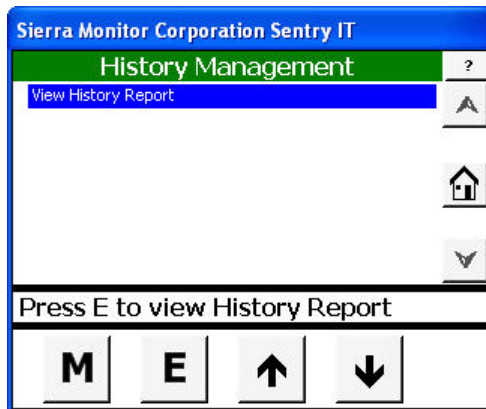 Sierra Monitor Corporation Sentry IT
History Management
?
View History Report
Press E to view History Report
M E